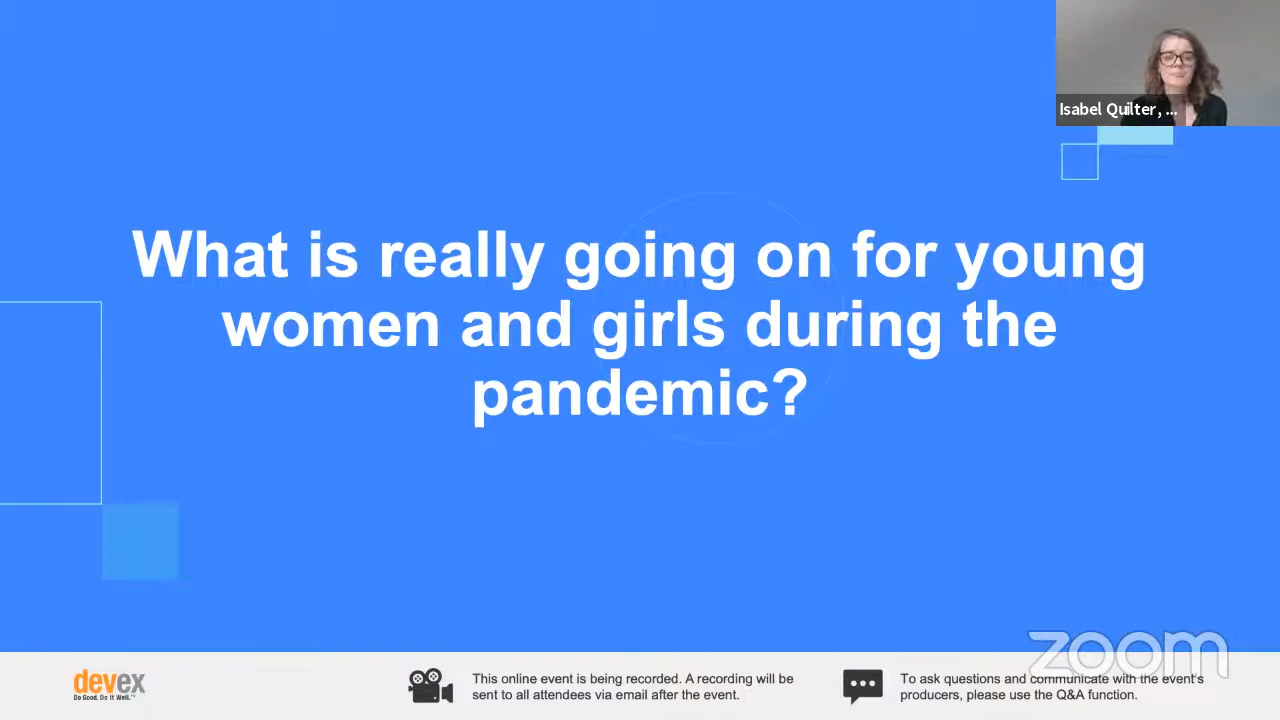 Isabel Quilter, ...
What is really going on for young
women and girls during the
pandemic?
zoom
devex
Do Good. Do It Well.™
This online event is being recorded. A recording will be
sent to all attendees via email after the event.
To ask questions and communicate with the event's
producers, please use the Q&A function.